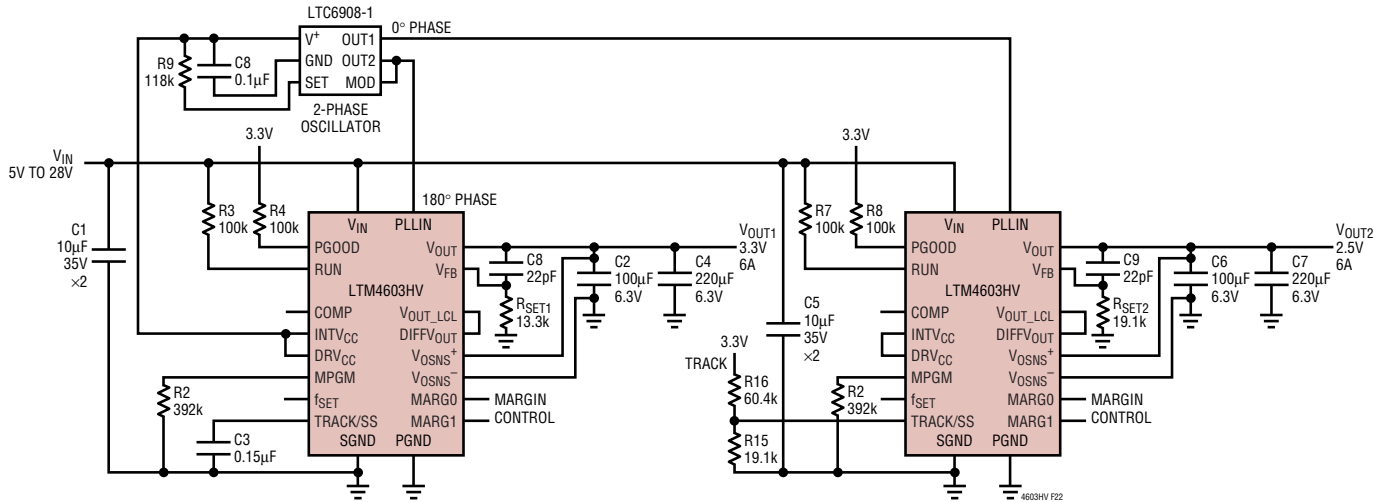 LTC6908-1
0° PHASE
V+ OUT1
GND OUT2
SET MOD
R9
118k
C8
0.1µF
2-PHASE
OSCILLATOR
3.3V
3.3V
VIN
5V TO 28V
180° PHASE
C1
10µF
35V
×2
R3
100k
R4
100k
VIN PLLIN
PGOOD
RUN
VOUT
VFB
LTM4603HV
COMP
INTVCC
DRVCC
MPGM
fSET
TRACK/SS
VOUT_LCL
DIFFVOUT
VOSNS+
VOSNS–
MARG0
MARG1
SGND PGND
R2
392k
C3
0.15µF
C8
22pF
RSET1
13.3k
C2
100µF
6.3V
C4
220µF
6.3V
VOUT1
3.3V
6A
MARGIN
CONTROL
C5
10µF
35V
×2
R7
100k
R8
100k
3.3V
TRACK
R16
60.4k
R15
19.1k
R2
392k
VIN PLLIN
PGOOD
RUN
VOUT
VFB
LTM4603HV
COMP
INTVCC
DRVCC
MPGM
fSET
TRACK/SS
VOUT_LCL
DIFFVOUT
VOSNS+
VOSNS–
MARG0
MARG1
SGND PGND
C9
22pF
RSET2
19.1k
C6
100µF
6.3V
C7
220µF
6.3V
VOUT2
2.5V
6A
MARGIN
CONTROL
4603HV F22